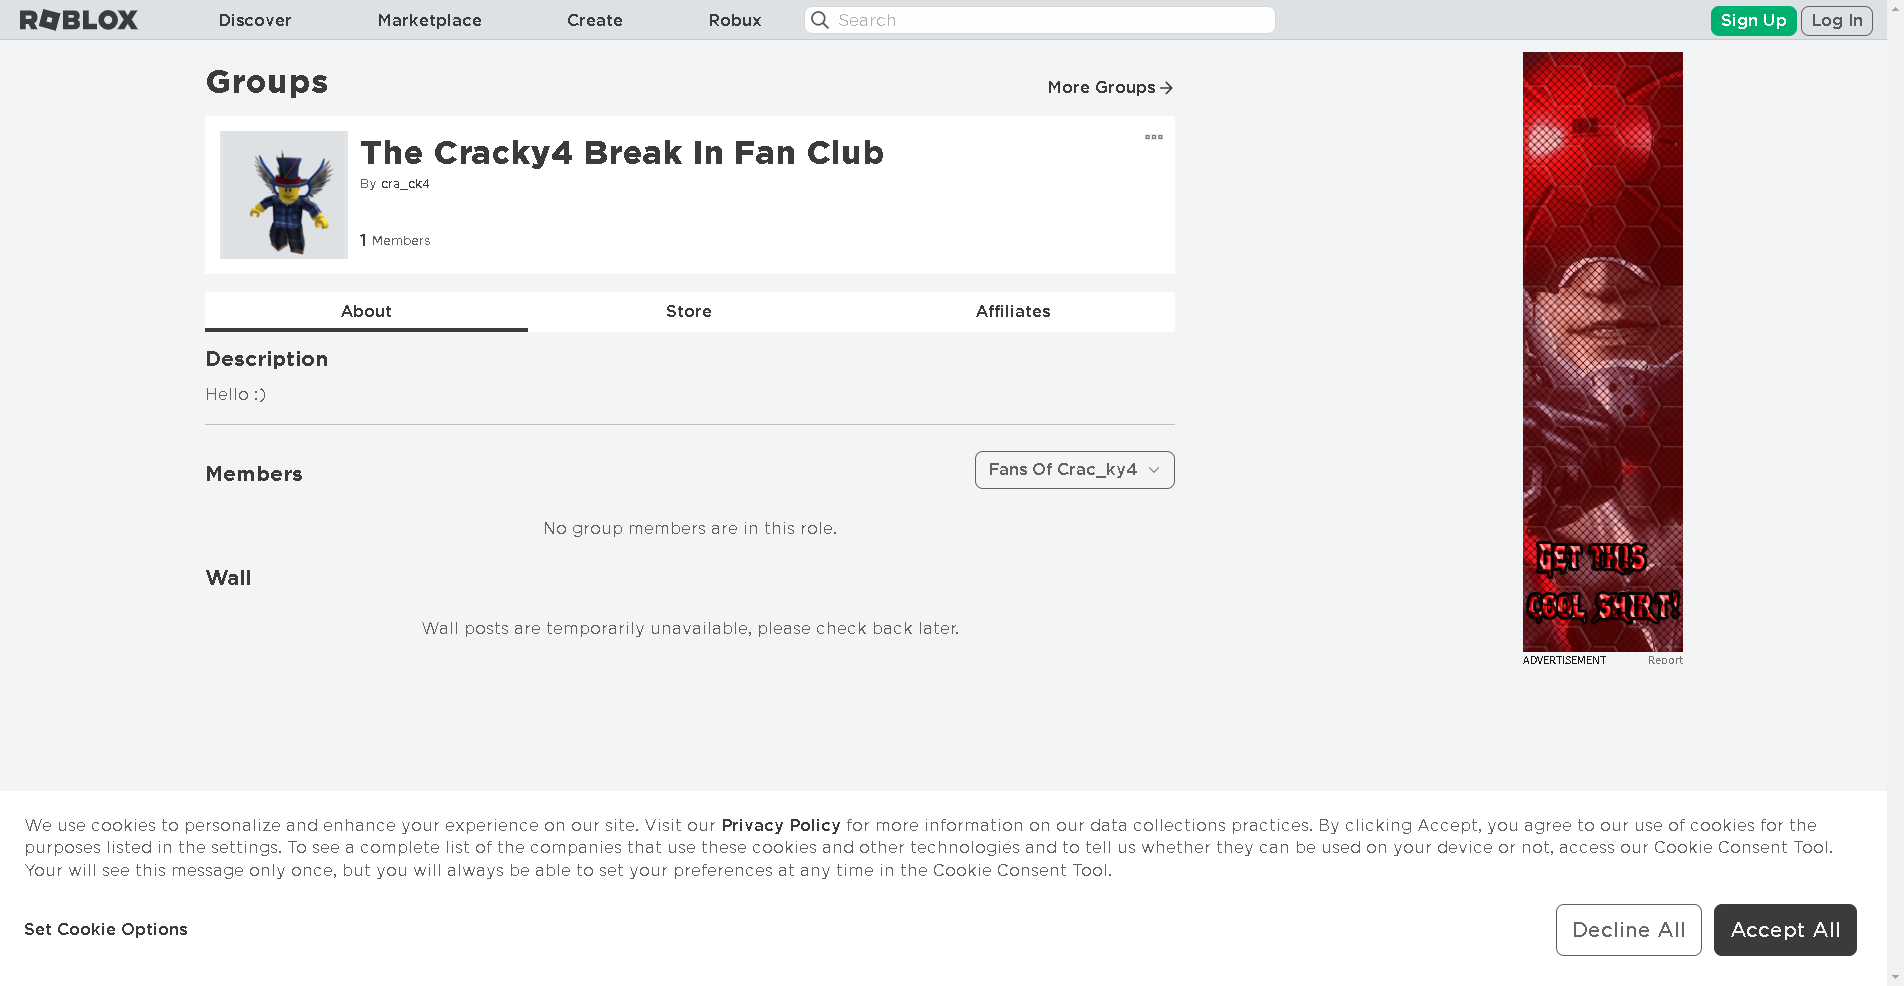 ROBLOX Discover Marketplace Create Robux Search Sign Up Log In
Groups
More Groups
The Cracky4 Break In Fan Club
By cra_ck4
1 Members
About Store Affiliates
Description
Hello :)
Members
Fans Of Crac_ky4
No group members are in this role.
Wall
Wall posts are temporarily unavailable, please check back later.
GET THIS
COOL SHIRT!
ADVERTISEMENT Report
We use cookies to personalize and enhance your experience on our site. Visit our Privacy Policy for more information on our data collections practices. By clicking Accept, you agree to our use of cookies for the
purposes listed in the settings. To see a complete list of the companies that use these cookies and other technologies and to tell us whether they can be used on your device or not, access our Cookie Consent Tool.
Your will see this message only once, but you will always be able to set your preferences at any time in the Cookie Consent Tool.
Set Cookie Options
Decline All Accept All